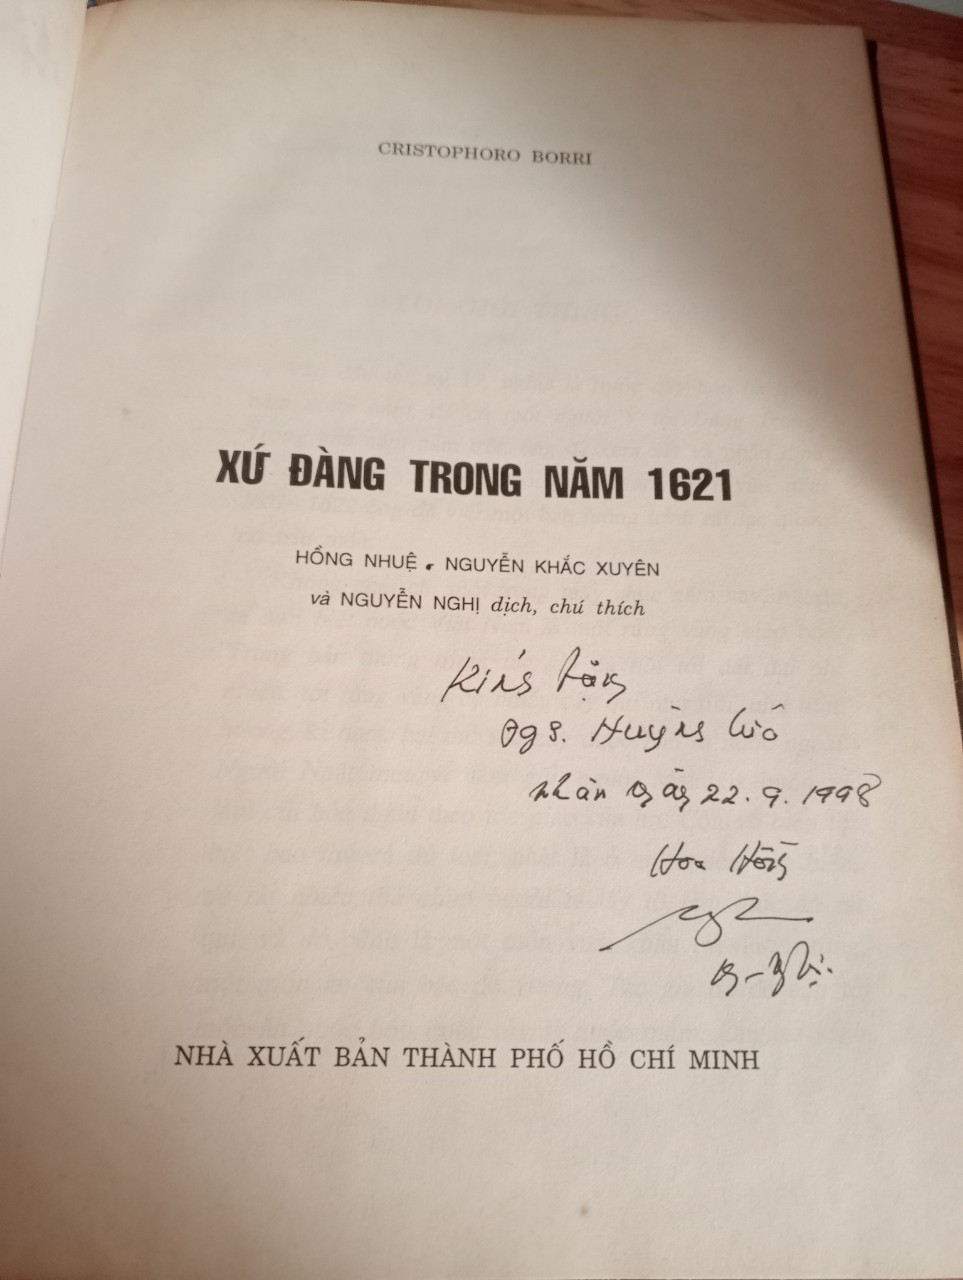 CRISTOPHORO BORRI
XỨ ĐÀNG TRONG NĂM 1621
HỒNG NHUỆ. NGUYỄN KHẮC XUYÊN
và NGUYỄN NGHỊ dịch, chú thích
Kính tặng
Huỳnh
nhân ngày 22.9.1998
NHÀ XUẤT BẢN THÀNH PHỐ HỒ CHÍ MINH